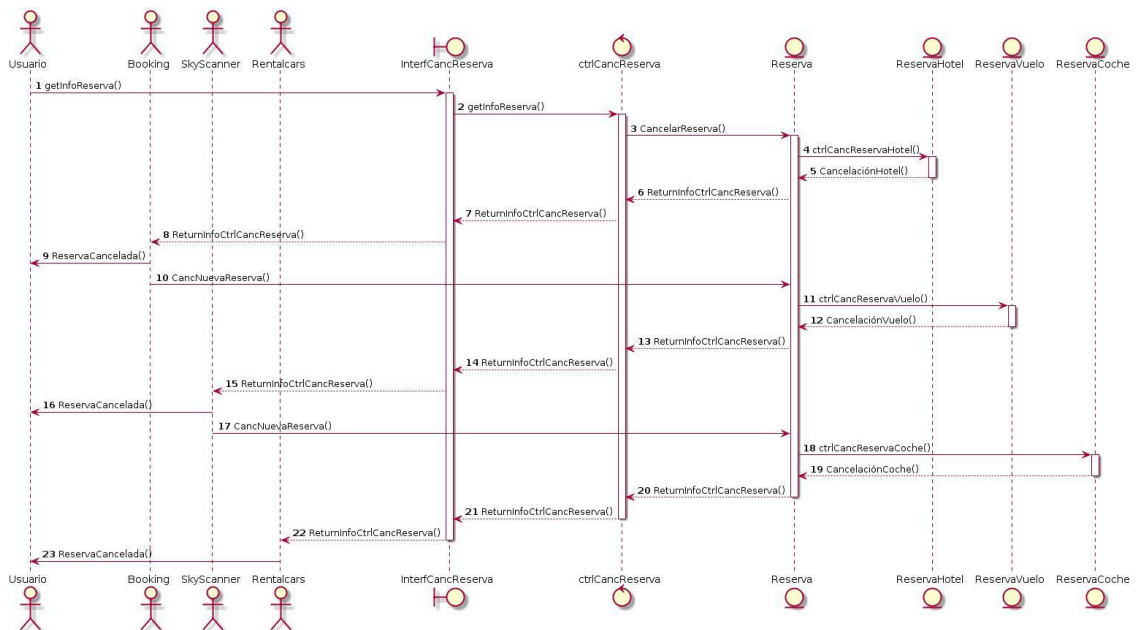 Usuario Booking SkyScanner Rentalcars InterfCancReserva ctrlCancReserva Reserva ReservaHotel ReservaVuelo ReservaCoche
1 getInfoReserva()
2 getInfoReserva()
3 CancelarReserva()
4 ctrlCancReservaHotel()
5 CancelaciónHotel()
6 ReturnInfoCtrlCancReserva()
7 ReturnInfoCtrlCancReserva()
8 ReturnInfoCtrlCancReserva()
9 ReservaCancelada()
10 CancNuevaReserva()
11 ctrlCancReservaVuelo()
12 CancelaciónVuelo()
13 ReturnInfoCtrlCancReserva()
14 ReturnInfoCtrlCancReserva()
15 ReturnInfoCtrlCancReserva()
16 ReservaCancelada()
17 CancNuevaReserva()
18 ctrlCancReservaCoche()
19 CancelaciónCoche()
20 ReturnInfoCtrlCancReserva()
21 ReturnInfoCtrlCancReserva()
22 ReturnInfoCtrlCancReserva()
23 ReservaCancelada()
Usuario Booking SkyScanner Rentalcars InterfCancReserva ctrlCancReserva Reserva ReservaHotel ReservaVuelo ReservaCoche